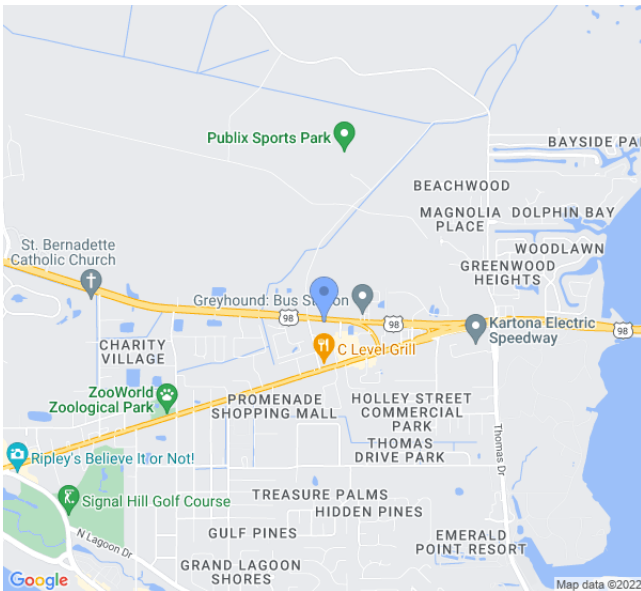 Publix Sports Park
BAYSIDE PA
BEACHWOOD
MAGNOLIA
PLACE
DOLPHIN BAY
WOODLAWN
GREENWOOD
HEIGHTS
St. Bernadette
Catholic Church
Greyhound: Bus Station
98
98
Kartona Electric
Speedway
CHARITY
VILLAGE
C Level Grill
ZooWorld
Zoological Park
PROMENADE
SHOPPING MALL
HOLLEY STREET
COMMERCIAL
PARK
THOMAS
DRIVE PARK
Thomas Dr
Ripley's Believe It or Not!
Signal Hill Golf Course
TREASURE PALMS
HIDDEN PINES
GULF PINES
EMERALD
POINT RESORT
N Lagoon Dr
GRAND LAGOON
SHORES
Google
Map data ©2022